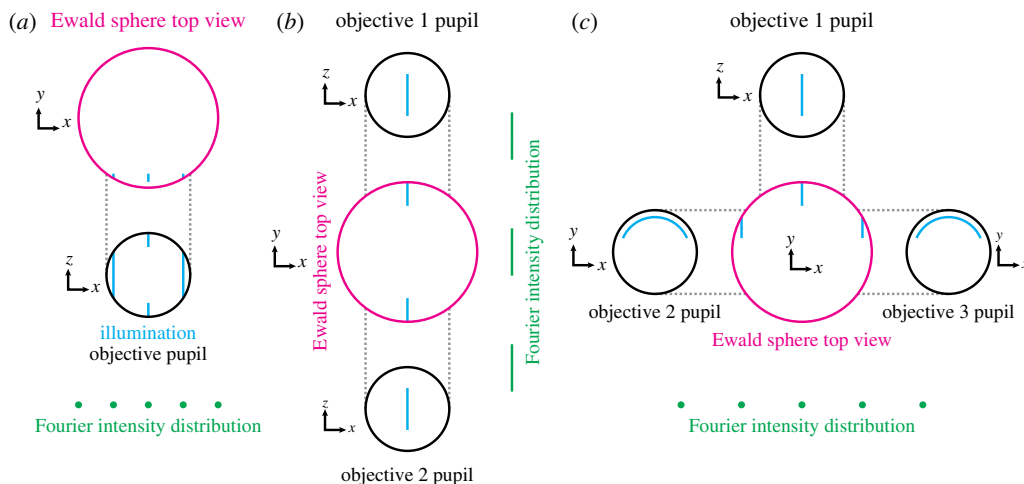 (a) Ewald sphere top view
y
x
z
x
illumination
objective pupil
Fourier intensity distribution
(b) objective 1 pupil
z
x
Ewald sphere top view
y
x
Fourier intensity distribution
z
x
objective 2 pupil
(c) objective 1 pupil
z
x
y
x
y
x
y
x
objective 2 pupil
objective 3 pupil
Ewald sphere top view
Fourier intensity distribution